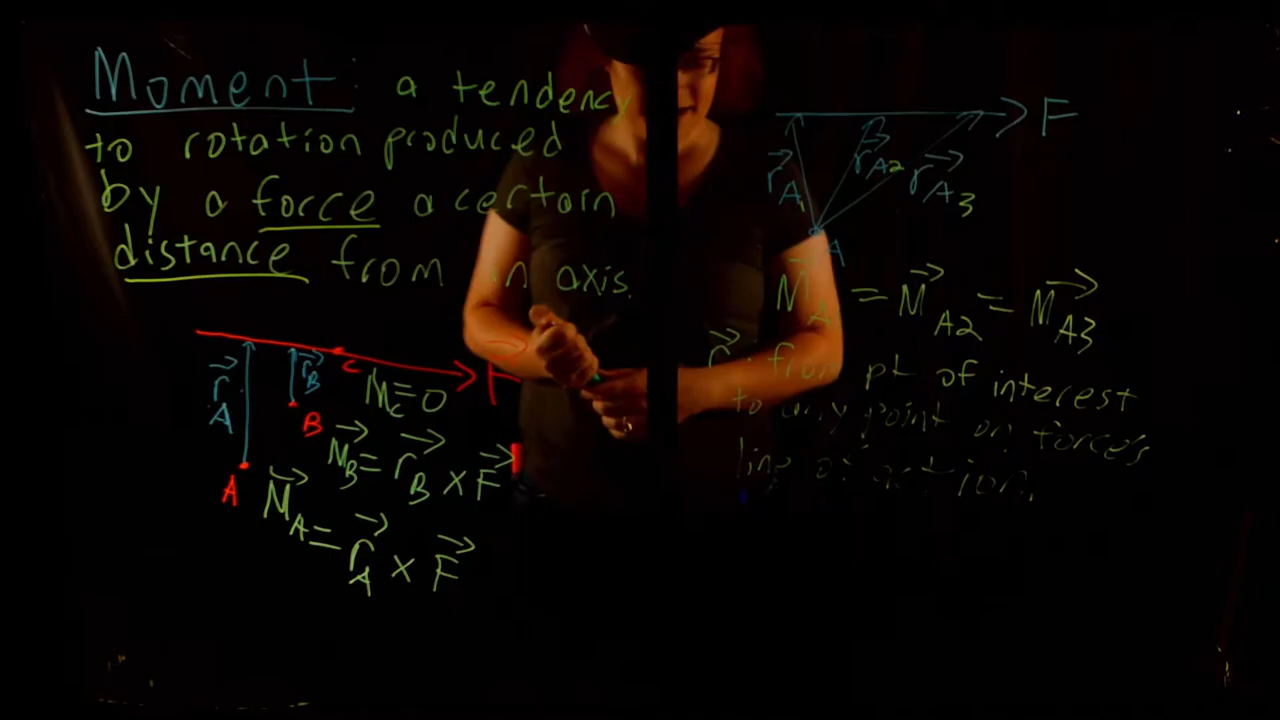 Moment: a tendency
to rotation produced
by a force a certain
distance from an axis.
F
r⃗A
r⃗B
C
M⃗C = 0
B
M⃗B = r⃗B × F⃗
A
M⃗A = r⃗A × F⃗
F
r⃗A1
r⃗A2
r⃗A3
A
M⃗A = M⃗A2 = M⃗A3
r⃗: from pt of interest
to any point on force's
line of action.